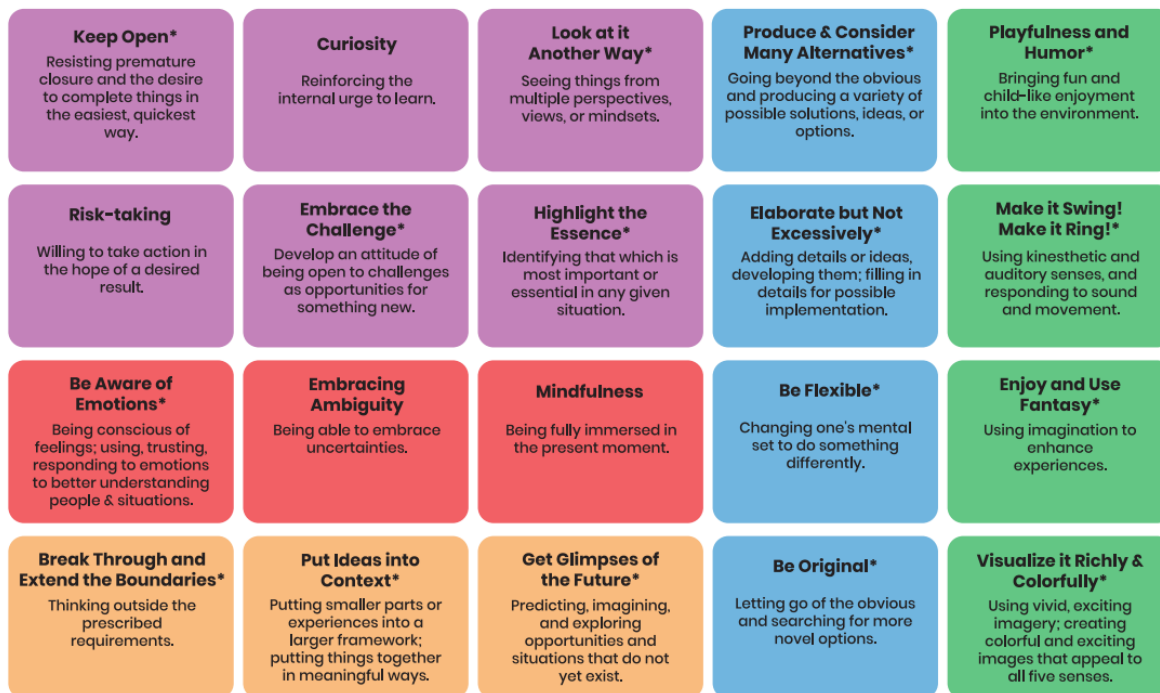 Keep Open*
Resisting premature
closure and the desire
to complete things in
the easiest, quickest
way.
Curiosity
Reinforcing the
internal urge to learn.
Look at it
Another Way*
Seeing things from
multiple perspectives,
views, or mindsets.
Produce & Consider
Many Alternatives*
Going beyond the obvious
and producing a variety of
possible solutions, ideas, or
options.
Playfulness and
Humor*
Bringing fun and
child-like enjoyment
into the environment.
Risk-taking
Willing to take action in
the hope of a desired
result.
Embrace the
Challenge*
Develop an attitude of
being open to challenges
as opportunities for
something new.
Highlight the
Essence*
Identifying that which is
most important or
essential in any given
situation.
Elaborate but Not
Excessively*
Adding details or ideas,
developing them; filling in
details for possible
implementation.
Make it Swing!
Make it Ring!*
Using kinesthetic and
auditory senses, and
responding to sound
and movement.
Be Aware of
Emotions*
Being conscious of
feelings; using, trusting,
responding to emotions
to better understanding
people & situations.
Embracing
Ambiguity
Being able to embrace
uncertainties.
Mindfulness
Being fully immersed in
the present moment.
Be Flexible*
Changing one's mental
set to do something
differently.
Enjoy and Use
Fantasy*
Using imagination to
enhance
experiences.
Break Through and
Extend the Boundaries*
Thinking outside the
prescribed
requirements.
Put Ideas into
Context*
Putting smaller parts or
experiences into a
larger framework;
putting things together
in meaningful ways.
Get Glimpses of
the Future*
Predicting, imagining,
and exploring
opportunities and
situations that do not
yet exist.
Be Original*
Letting go of the obvious
and searching for more
novel options.
Visualize it Richly &
Colorfully*
Using vivid, exciting
imagery; creating
colorful and exciting
images that appeal to
all five senses.